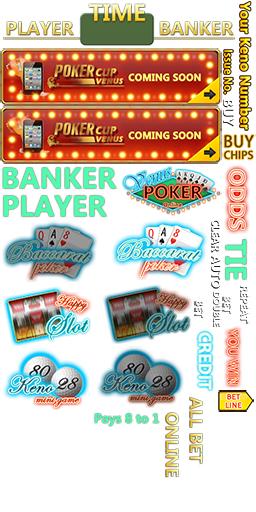 TIME
PLAYER
BANKER
POKER CUP
VENUS
COMING SOON
POKER CUP
VENUS
COMING SOON
Your Keno Number
Issue No.
BUY
BUY
CHIPS
BANKER
PLAYER
Venus
POKER
Online
ODDS
TIE
REPEAT
BET
CLEAR AUTO DOUBLE
BET
YOU WIN
CREDIT
BET
LINE
QA8
Baccarat
poker
QA8
Baccarat
poker
Happy
Slot
Happy
Slot
80
Keno 28
mini game
80
Keno 28
mini game
Pays 8 to 1
ALL BET
ONLINE